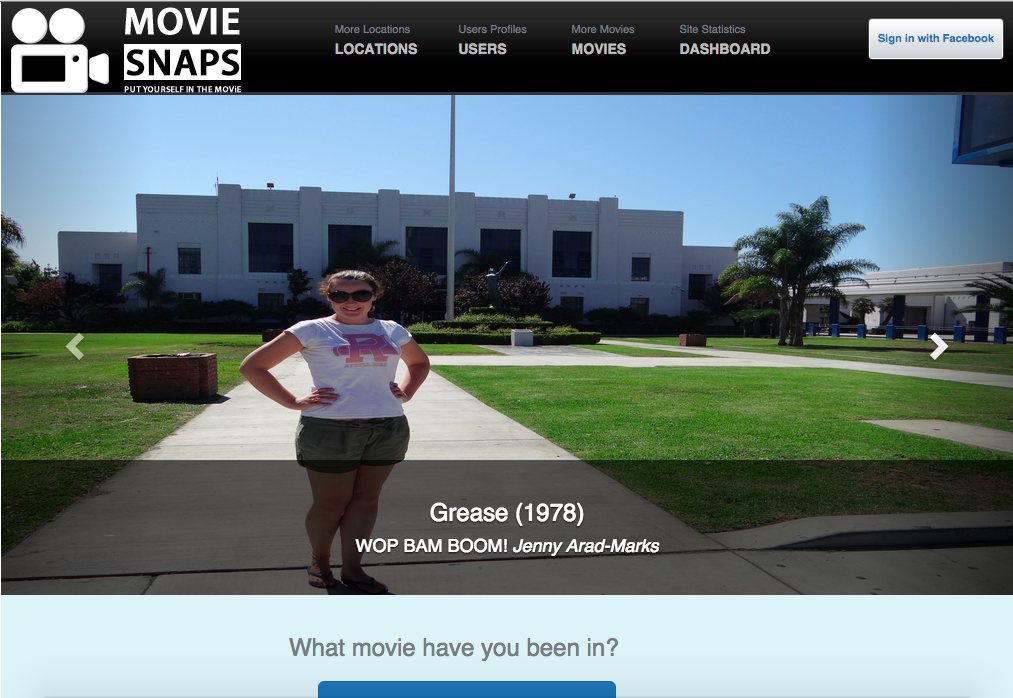 MOVIE
SNAPS
PUT YOURSELF IN THE MOViE
More Locations
LOCATIONS
Users Profiles
USERS
More Movies
MOVIES
Site Statistics
DASHBOARD
Sign in with Facebook
R
Grease (1978)
WOP BAM BOOM! Jenny Arad-Marks
What movie have you been in?